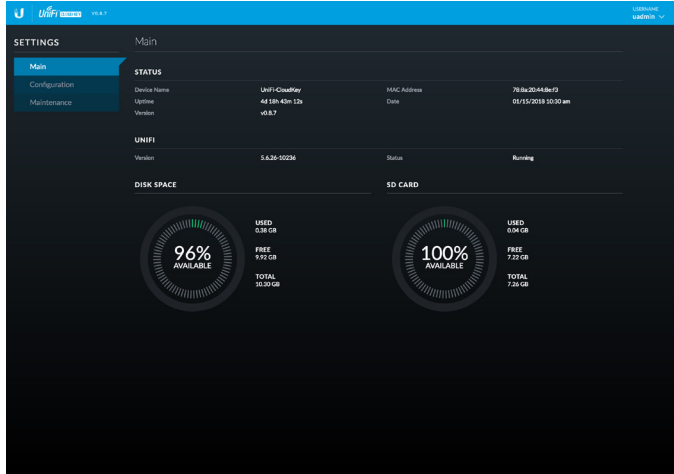 U UniFi CLOUD KEY v0.8.7
USERNAME
uadmin
SETTINGS
Main
Configuration
Maintenance
Main
STATUS
Device Name UniFi-CloudKey MAC Address 78:8a:20:44:8e:f3
Uptime 4d 18h 43m 12s Date 01/15/2018 10:30 am
Version v0.8.7
UNIFI
Version 5.6.26-10236 Status Running
DISK SPACE
96%
AVAILABLE
USED
0.38 GB
FREE
9.92 GB
TOTAL
10.30 GB
SD CARD
100%
AVAILABLE
USED
0.04 GB
FREE
7.22 GB
TOTAL
7.26 GB